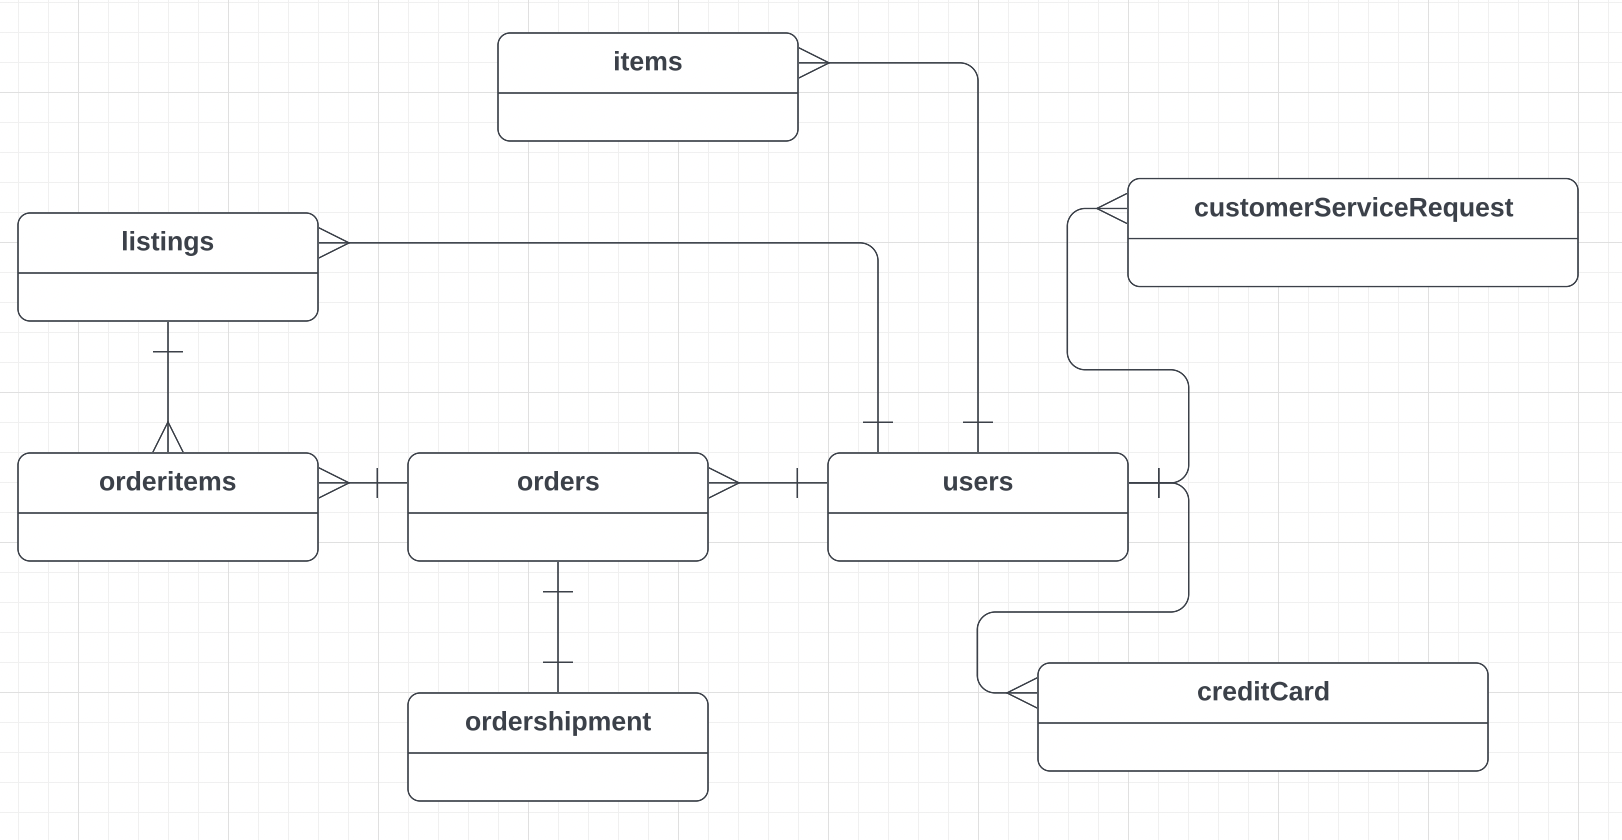 items
customerServiceRequest
listings
orderitems
orders
users
creditCard
ordershipment